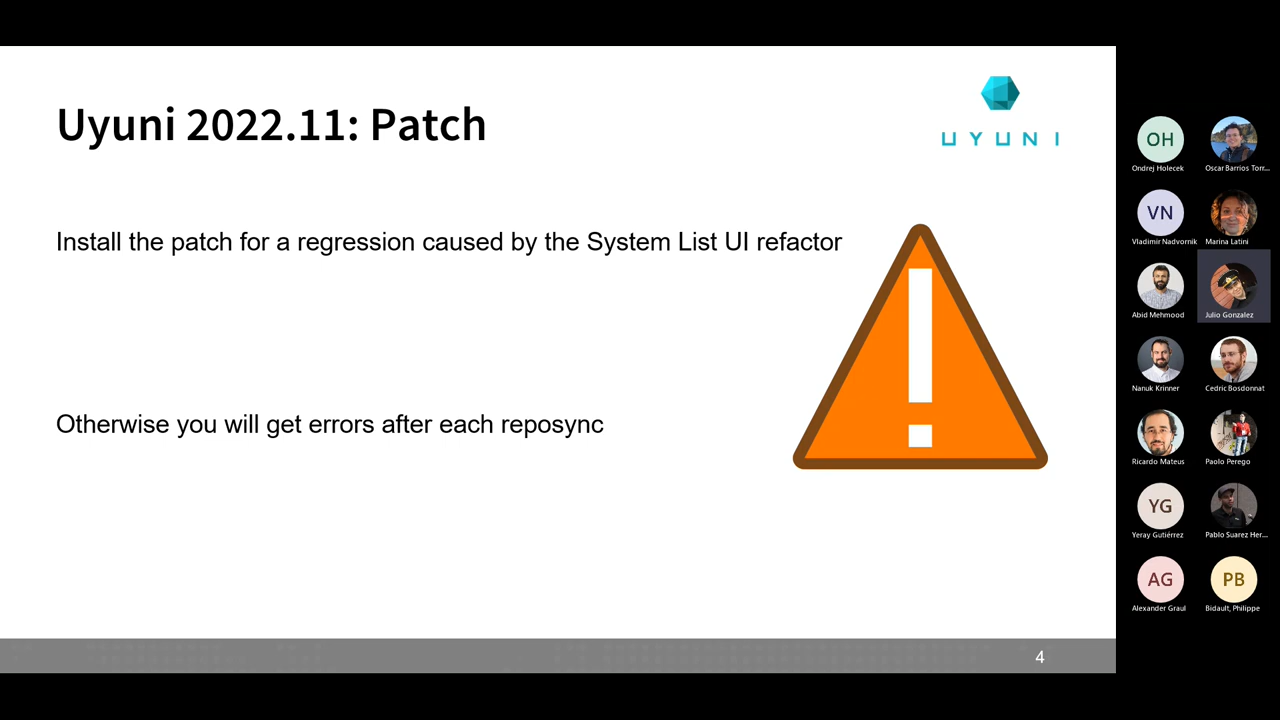 Uyuni 2022.11: Patch
UYUNI
Install the patch for a regression caused by the System List UI refactor
Otherwise you will get errors after each reposync
4
OH
Ondrej Holecek
Oscar Barrios Torr...
VN
Vladimir Nadvornik
Marina Latini
Abid Mehmood
Julio Gonzalez
Nanuk Krinner
Cedric Bosdonnat
Ricardo Mateus
Paolo Perego
YG
Yeray Gutiérrez
Pablo Suarez Her...
AG
Alexander Graul
PB
Bidault, Philippe